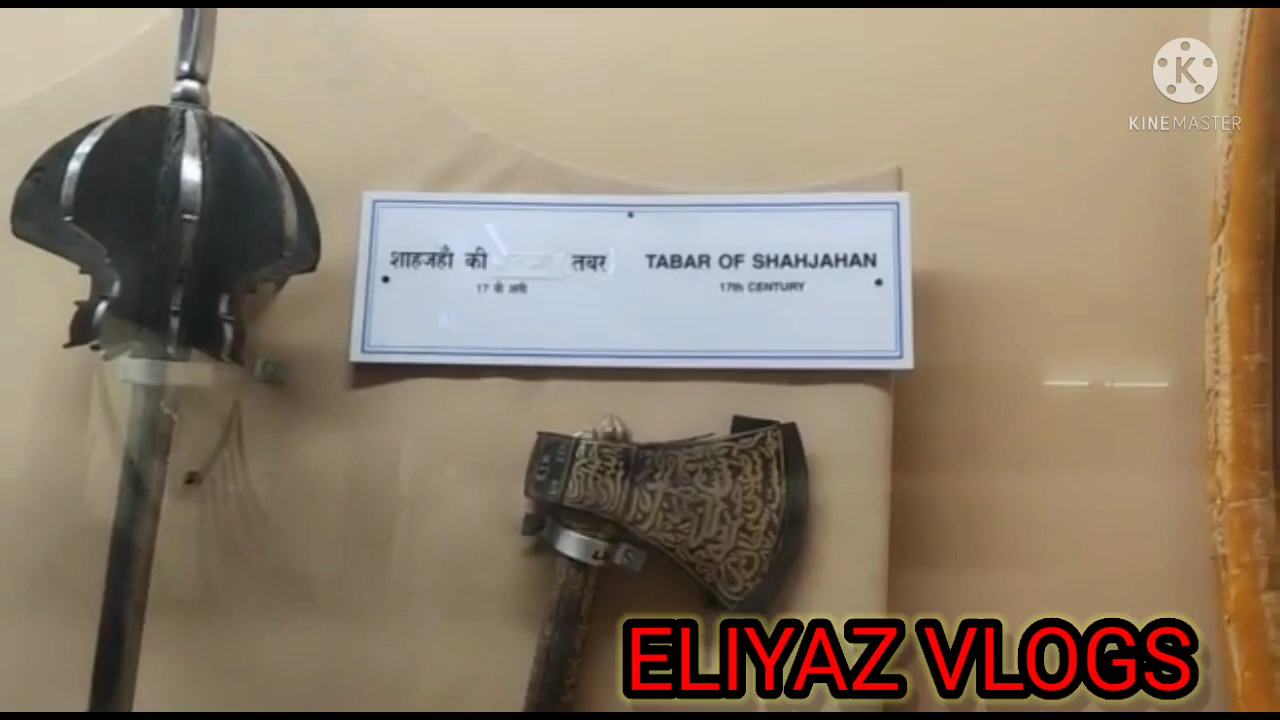 KINEMASTER
शाहजहाँ की तबर
17 वी शती
TABAR OF SHAHJAHAN
17th CENTURY
ELIYAZ VLOGS